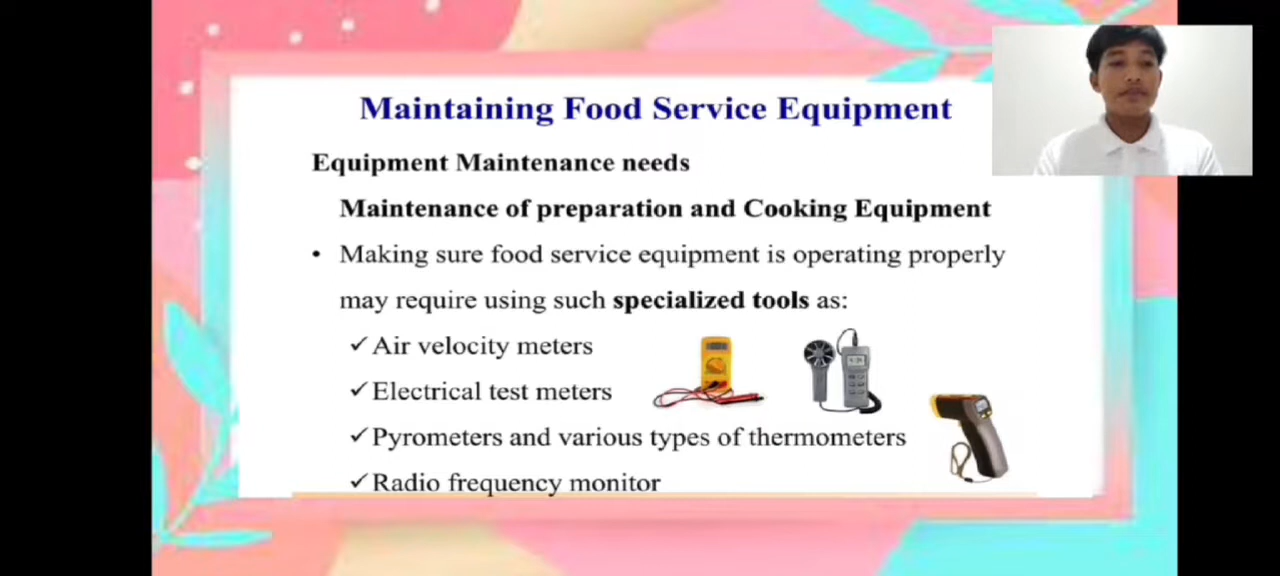 Maintaining Food Service Equipment
Equipment Maintenance needs
Maintenance of preparation and Cooking Equipment
• Making sure food service equipment is operating properly
may require using such specialized tools as:
✓ Air velocity meters
✓ Electrical test meters
✓ Pyrometers and various types of thermometers
✓ Radio frequency monitor